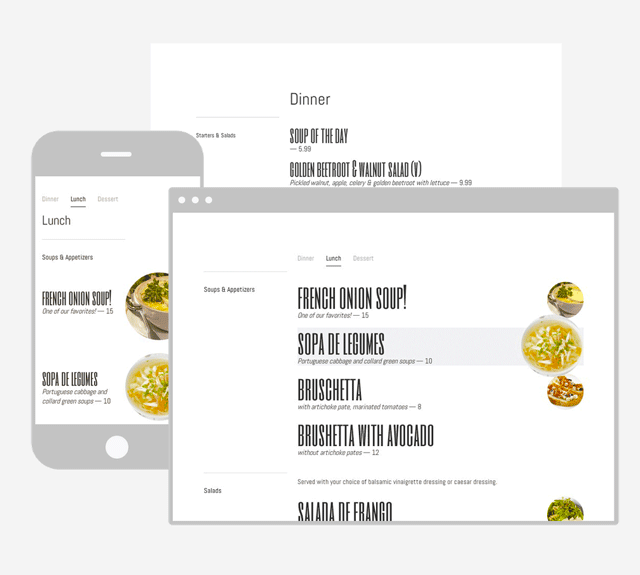 Dinner
Starters & Salads
SOUP OF THE DAY
— 5.99
GOLDEN BEETROOT & WALNUT SALAD (V)
Pickled walnut, apple, celery & golden beetroot with lettuce — 9.99
Dinner Lunch Dessert
Lunch
Soups & Appetizers
FRENCH ONION SOUP!
One of our favorites! — 15
SOPA DE LEGUMES
Portuguese cabbage and
collard green soups — 10
Dinner Lunch Dessert
Soups & Appetizers
FRENCH ONION SOUP!
One of our favorites! — 15
SOPA DE LEGUMES
Portuguese cabbage and collard green soups — 10
BRUSCHETTA
with artichoke pate, marinated tomatoes — 8
BRUSHETTA WITH AVOCADO
without artichoke pates — 12
Served with your choice of balsamic vinaigrette dressing or caesar dressing.
Salads
SALADA DE FRANGO